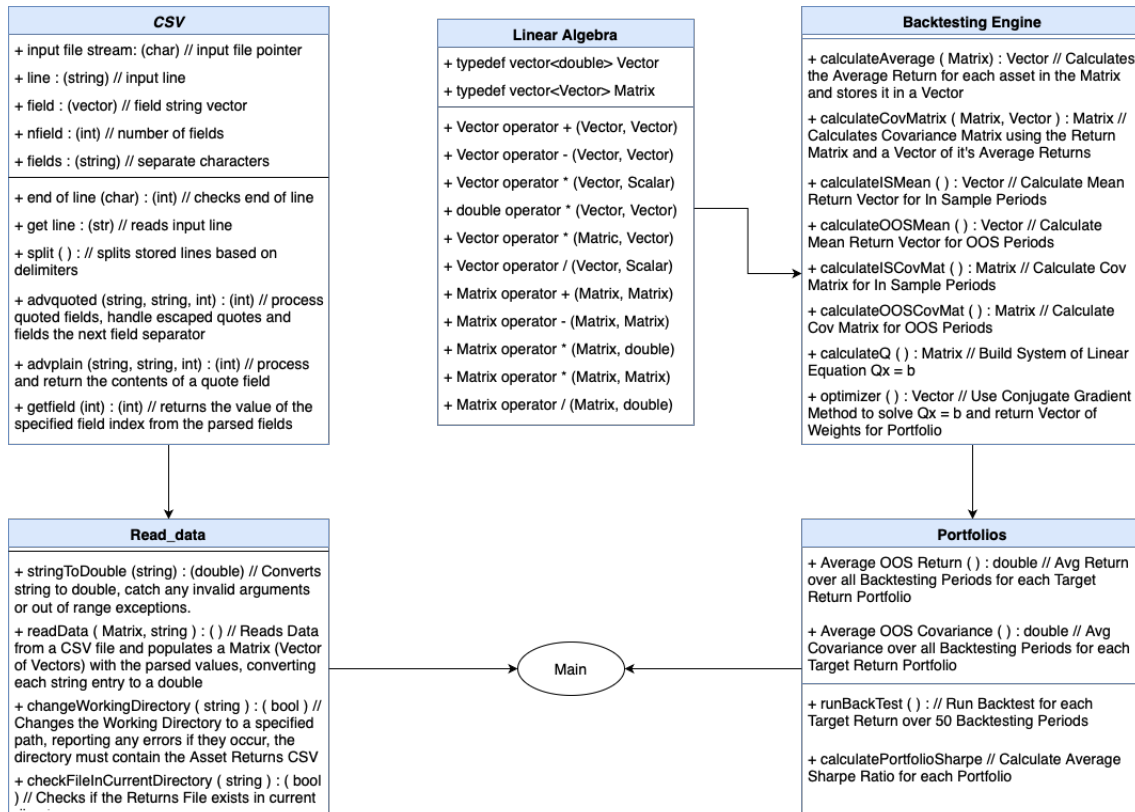 CSV
+ input file stream: (char) // input file pointer
+ line : (string) // input line
+ field : (vector) // field string vector
+ nfield : (int) // number of fields
+ fields : (string) // separate characters
+ end of line (char) : (int) // checks end of line
+ get line : (str) // reads input line
+ split ( ) : // splits stored lines based on
delimiters
+ advquoted (string, string, int) : (int) // process
quoted fields, handle escaped quotes and
fields the next field separator
+ advplain (string, string, int) : (int) // process
and return the contents of a quote field
+ getfield (int) : (int) // returns the value of the
specified field index from the parsed fields
Linear Algebra
+ typedef vector<double> Vector
+ typedef vector<Vector> Matrix
+ Vector operator + (Vector, Vector)
+ Vector operator - (Vector, Vector)
+ Vector operator * (Vector, Scalar)
+ double operator * (Vector, Vector)
+ Vector operator * (Matric, Vector)
+ Vector operator / (Vector, Scalar)
+ Matrix operator + (Matrix, Matrix)
+ Matrix operator - (Matrix, Matrix)
+ Matrix operator * (Matrix, double)
+ Matrix operator * (Matrix, Matrix)
+ Matrix operator / (Matrix, double)
Backtesting Engine
+ calculateAverage ( Matrix) : Vector // Calculates
the Average Return for each asset in the Matrix
and stores it in a Vector
+ calculateCovMatrix ( Matrix, Vector ) : Matrix //
Calculates Covariance Matrix using the Return
Matrix and a Vector of it's Average Returns
+ calculateISMean ( ) : Vector // Calculate Mean
Return Vector for In Sample Periods
+ calculateOOSMean ( ) : Vector // Calculate
Mean Return Vector for OOS Periods
+ calculateISCovMat ( ) : Matrix // Calculate Cov
Matrix for In Sample Periods
+ calculateOOSCovMat ( ) : Matrix // Calculate
Cov Matrix for OOS Periods
+ calculateQ ( ) : Matrix // Build System of Linear
Equation Qx = b
+ optimizer ( ) : Vector // Use Conjugate Gradient
Method to solve Qx = b and return Vector of
Weights for Portfolio
Read_data
+ stringToDouble (string) : (double) // Converts
string to double, catch any invalid arguments
or out of range exceptions.
+ readData ( Matrix, string ) : ( ) // Reads Data
from a CSV file and populates a Matrix (Vector
of Vectors) with the parsed values, converting
each string entry to a double
+ changeWorkingDirectory ( string ) : ( bool ) //
Changes the Working Directory to a specified
path, reporting any errors if they occur, the
directory must contain the Asset Returns CSV
+ checkFileInCurrentDirectory ( string ) : ( bool
) // Checks if the Returns File exists in current
Main
Portfolios
+ Average OOS Return ( ) : double // Avg Return
over all Backtesting Periods for each Target
Return Portfolio
+ Average OOS Covariance ( ) : double // Avg
Covariance over all Backtesting Periods for each
Target Return Portfolio
+ runBackTest ( ) : // Run Backtest for each
Target Return over 50 Backtesting Periods
+ calculatePortfolioSharpe // Calculate Average
Sharpe Ratio for each Portfolio